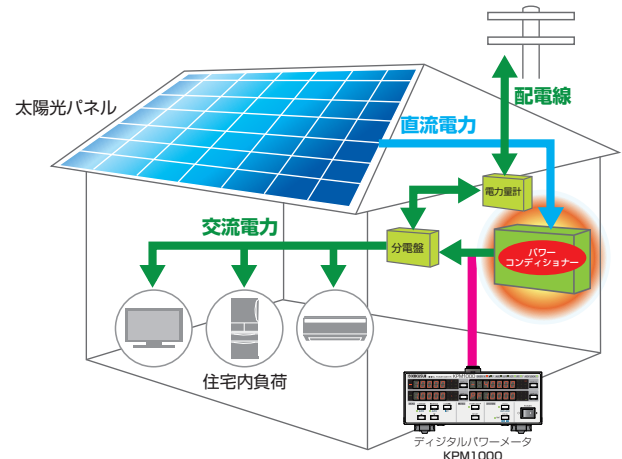 配電線
太陽光パネル
直流電力
電力量計
交流電力
分電盤
パワー
コンディショナー
住宅内負荷
KIKUSUI
KPM1000
ディジタルパワーメータ
KPM1000